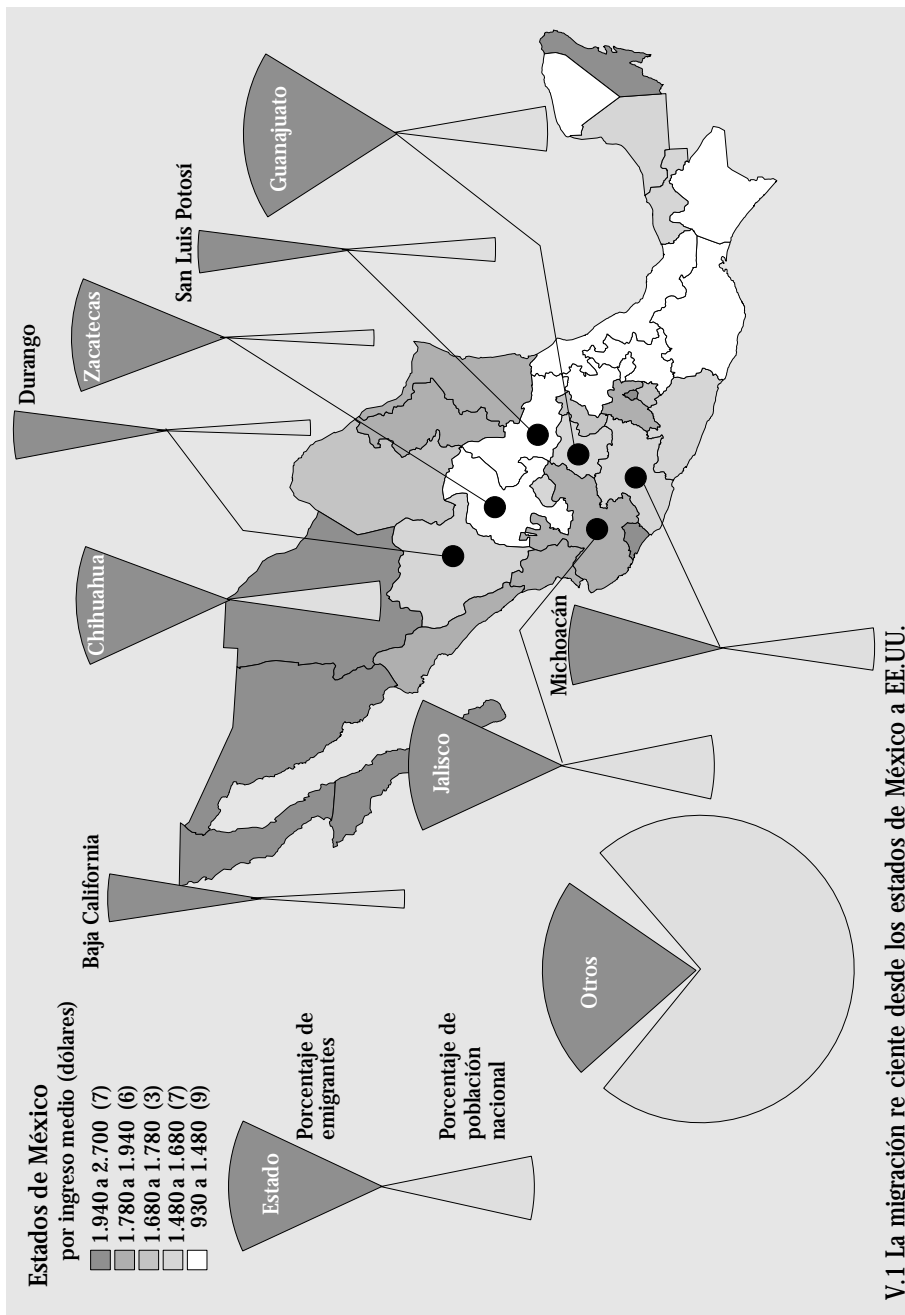 Estados de México
por ingreso medio (dólares)
1.940 a 2.700 (7)
1.780 a 1.940 (6)
1.680 a 1.780 (3)
1.480 a 1.680 (7)
930 a 1.480 (9)
Estado
Porcentaje de
emigrantes
Porcentaje de
población
nacional
Baja California
Chihuahua
Durango
Zacatecas
San Luis Potosí
Guanajuato
Otros
Jalisco
Michoacán
V.1 La migración re ciente desde los estados de México a EE.UU.